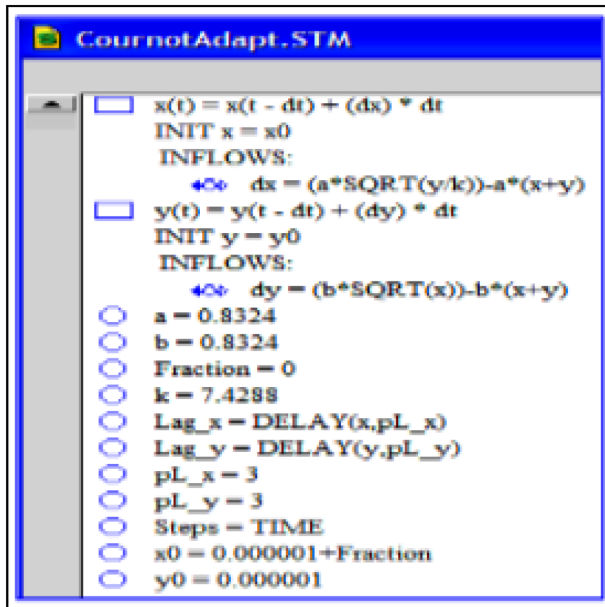 CournotAdapt.STM
x(t) = x(t - dt) + (dx) * dt
INIT x = x0
INFLOWS:
dx = (a*SQRT(y/k))-a*(x+y)
y(t) = y(t - dt) + (dy) * dt
INIT y = y0
INFLOWS:
dy = (b*SQRT(x))-b*(x+y)
a = 0.8324
b = 0.8324
Fraction = 0
k = 7.4288
Lag_x = DELAY(x,pL_x)
Lag_y = DELAY(y,pL_y)
pL_x = 3
pL_y = 3
Steps = TIME
x0 = 0.000001+Fraction
y0 = 0.000001